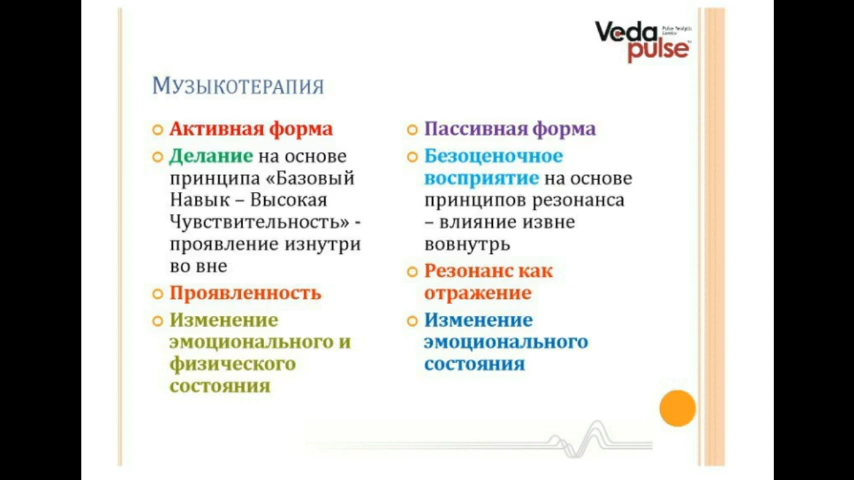 Veda
pulse
МУЗЫКОТЕРАПИЯ
Активная форма
Делание на основе
принципа «Базовый
Навык – Высокая
Чувствительность» -
проявление изнутри
во вне
Проявленность
Изменение
эмоционального и
физического
состояния
Пассивная форма
Безоценочное
восприятие на основе
принципов резонанса
– влияние извне
вовнутрь
Резонанс как
отражение
Изменение
эмоционального
состояния